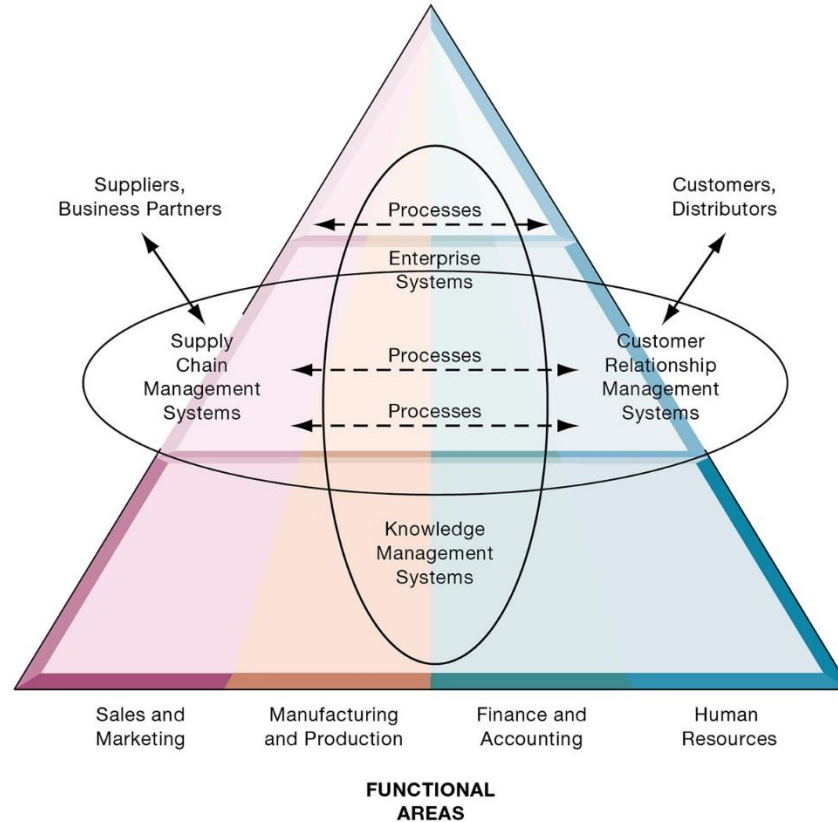 Suppliers,
Business Partners
Customers,
Distributors
Processes
Enterprise
Systems
Supply
Chain
Management
Systems
Processes
Processes
Customer
Relationship
Management
Systems
Knowledge
Management
Systems
Sales and
Marketing
Manufacturing
and Production
Finance and
Accounting
Human
Resources
FUNCTIONAL
AREAS